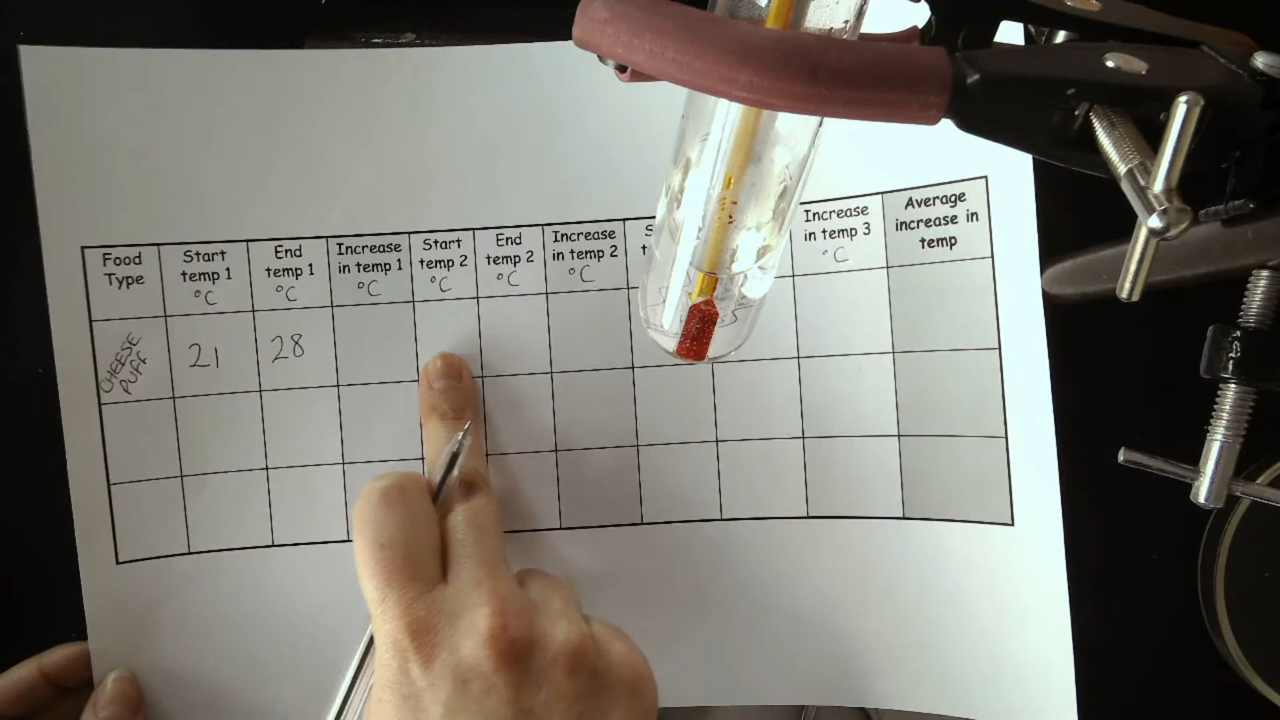 Food
Type
Start
temp 1
°C
End
temp 1
°C
Increase
in temp 1
°C
Start
temp 2
°C
End
temp 2
°C
Increase
in temp 2
°C
Increase
in temp 3
°C
Average
increase in
temp
CHEESE
PUFF
21
28